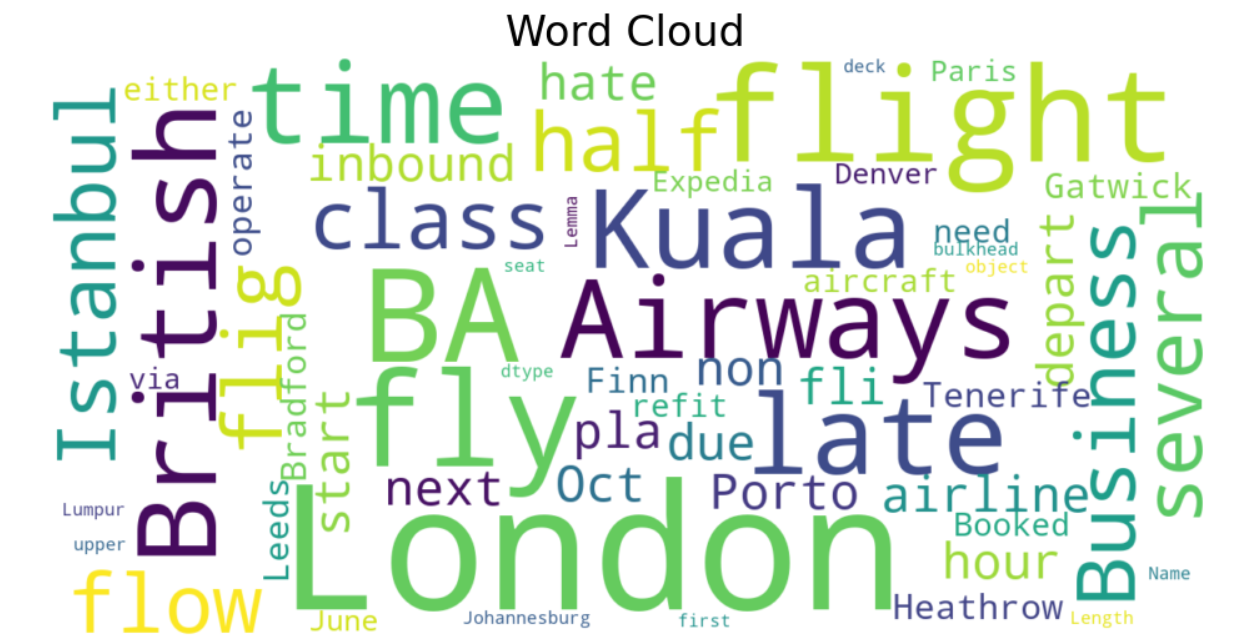 Word Cloud
Istanbul
either
British
operate
time
inbound
hate
half
flight
deck
Paris
Denver
Gatwick
Expedia
class
Lemma
Kuala
need
bulkhead
object
several
Business
depart
aircraft
seat
flig
BA
Airways
via
Bradford
start
dtype
Finn
non
fli
Tenerife
refit
fly
pla
due
late
next
Oct
Porto
airline
Booked
Lumpur
upper
Leeds
London
hour
Name
flow
June
Johannesburg
first
Heathrow
Length